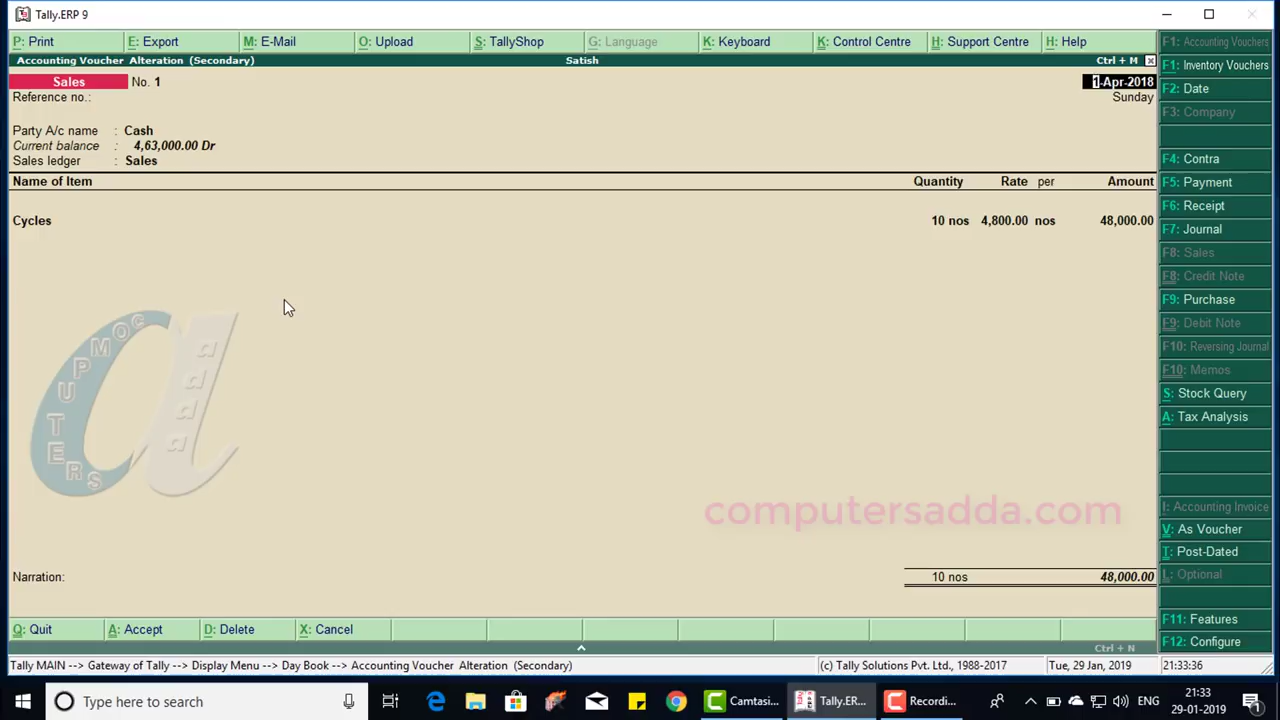 Tally.ERP 9
P: Print E: Export M: E-Mail O: Upload S: TallyShop G: Language K: Keyboard K: Control Centre H: Support Centre H: Help
Accounting Voucher Alteration (Secondary) Satish Ctrl + M
Sales No. 1 1-Apr-2018
Reference no.: Sunday
Party A/c name : Cash
Current balance : 4,63,000.00 Dr
Sales ledger : Sales
Name of Item Quantity Rate per Amount
Cycles 10 nos 4,800.00 nos 48,000.00
COMPUTERS
adda
computersadda.com
Narration: 10 nos 48,000.00
Q: Quit A: Accept D: Delete X: Cancel
Ctrl + N
F1: Accounting Vouchers
F1: Inventory Vouchers
F2: Date
F3: Company
F4: Contra
F5: Payment
F6: Receipt
F7: Journal
F8: Sales
F8: Credit Note
F9: Purchase
F9: Debit Note
F10: Reversing Journal
F10: Memos
S: Stock Query
A: Tax Analysis
I: Accounting Invoice
V: As Voucher
T: Post-Dated
L: Optional
F11: Features
F12: Configure
Tally MAIN --> Gateway of Tally --> Display Menu --> Day Book --> Accounting Voucher Alteration (Secondary) (c) Tally Solutions Pvt. Ltd., 1988-2017 Tue, 29 Jan, 2019 21:33:36
Type here to search Camtasi... Tally.ER... Recordi... ENG 21:33
29-01-2019